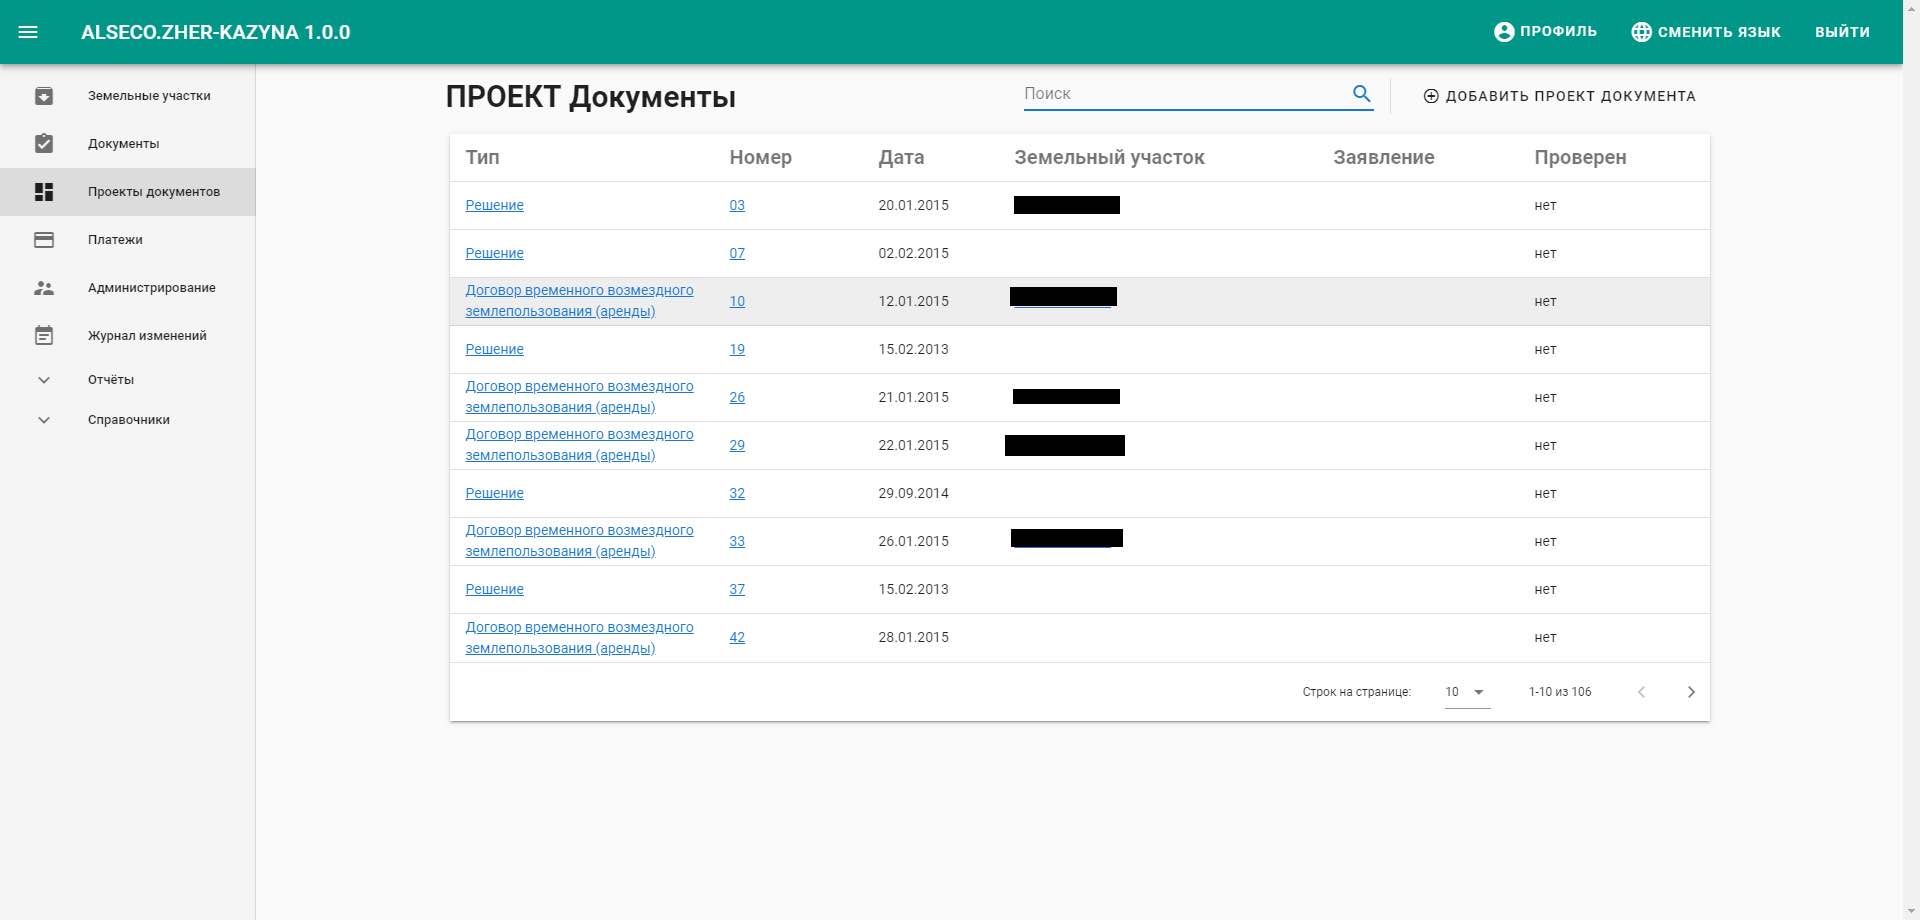 ALSECO.ZHER-KAZYNA 1.0.0
ПРОФИЛЬ
СМЕНИТЬ ЯЗЫК
ВЫЙТИ
Земельные участки
Документы
Проекты документов
Платежи
Администрирование
Журнал изменений
Отчёты
Справочники
ПРОЕКТ Документы
Поиск
ДОБАВИТЬ ПРОЕКТ ДОКУМЕНТА
Тип Номер Дата Земельный участок Заявление Проверен
Решение 03 20.01.2015 нет
Решение 07 02.02.2015 нет
Договор временного возмездного
землепользования (аренды) 10 12.01.2015 нет
Решение 19 15.02.2013 нет
Договор временного возмездного
землепользования (аренды) 26 21.01.2015 нет
Договор временного возмездного
землепользования (аренды) 29 22.01.2015 нет
Решение 32 29.09.2014 нет
Договор временного возмездного
землепользования (аренды) 33 26.01.2015 нет
Решение 37 15.02.2013 нет
Договор временного возмездного
землепользования (аренды) 42 28.01.2015 нет
Строк на странице: 10 1-10 из 106